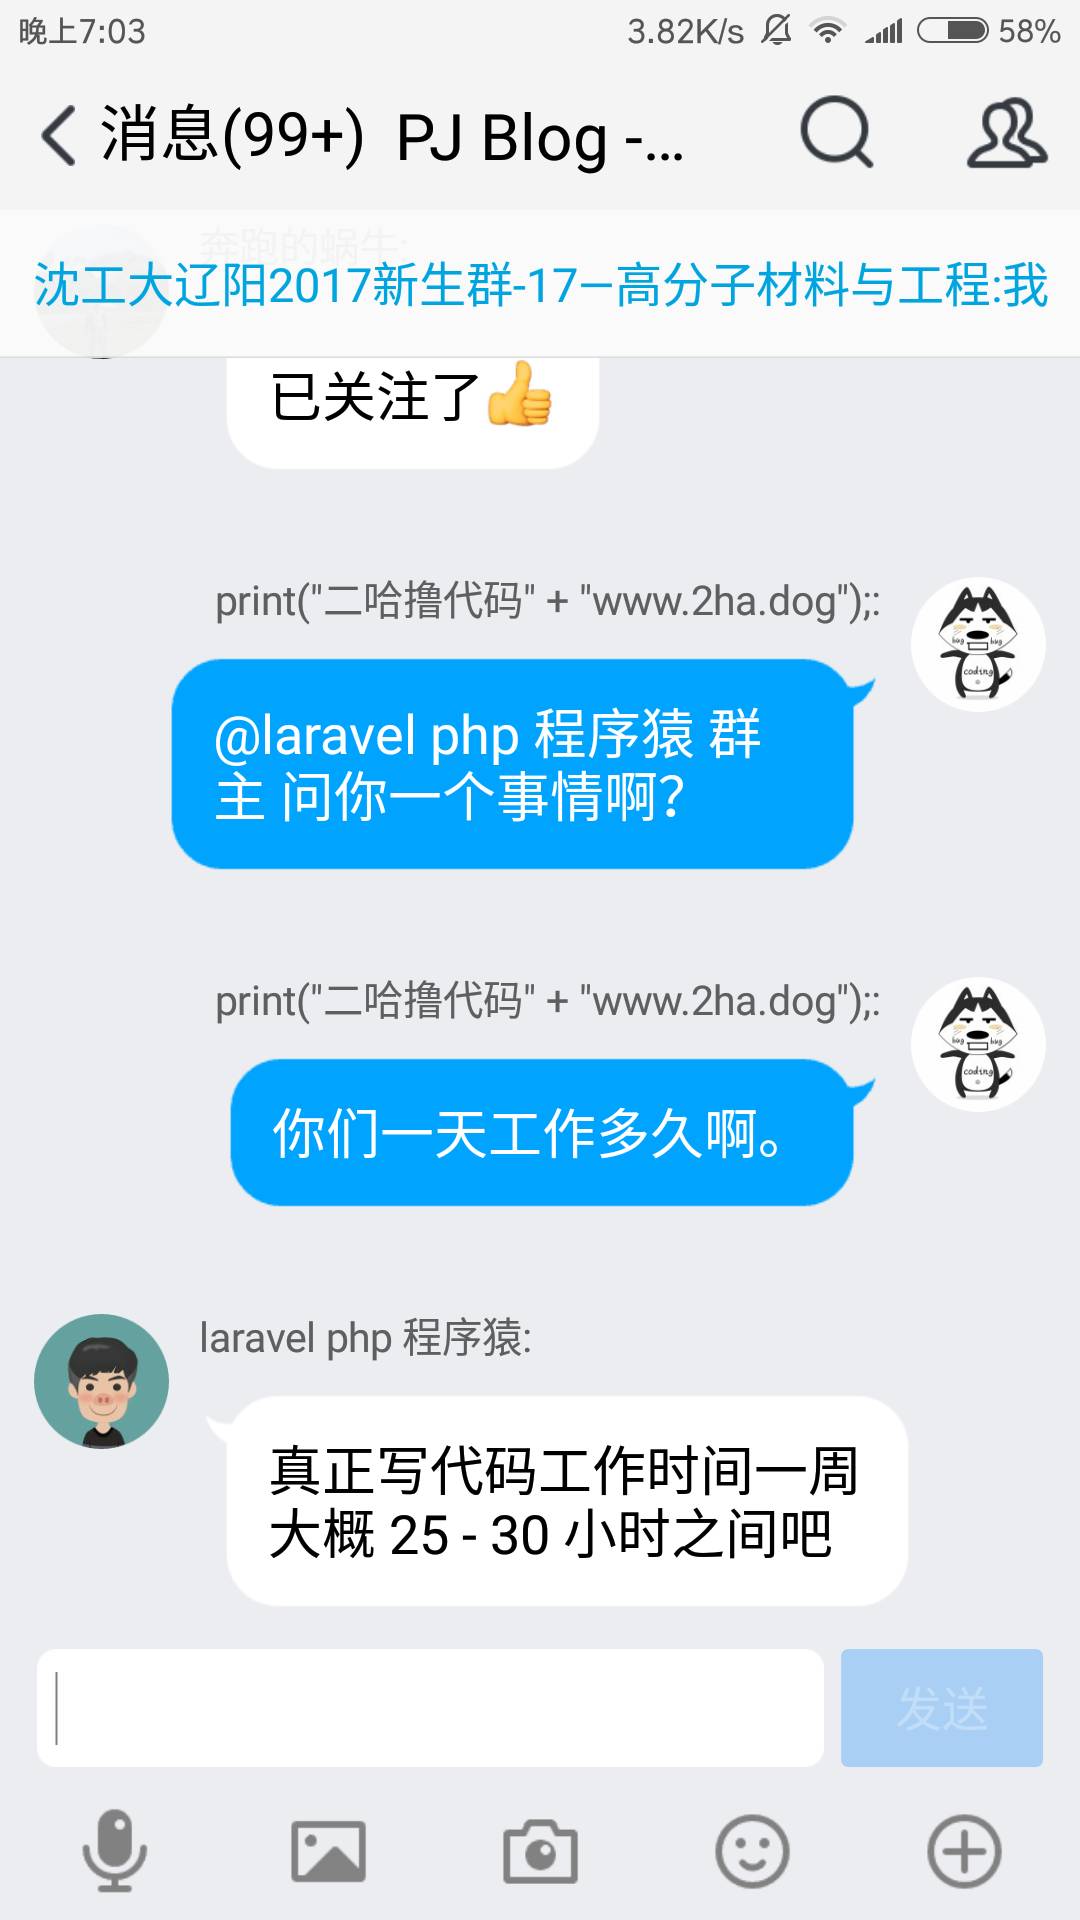 晚上7:03 3.82K/s 58%
消息(99+) PJ Blog -...
奔跑的蜗牛:
沈工大辽阳2017新生群-17一高分子材料与工程:我
已关注了👍
print("二哈撸代码" + "www.2ha.dog");:
@laravel php 程序猿 群
主 问你一个事情啊?
print("二哈撸代码" + "www.2ha.dog");:
你们一天工作多久啊。
laravel php 程序猿:
真正写代码工作时间一周
大概 25 - 30 小时之间吧
发送